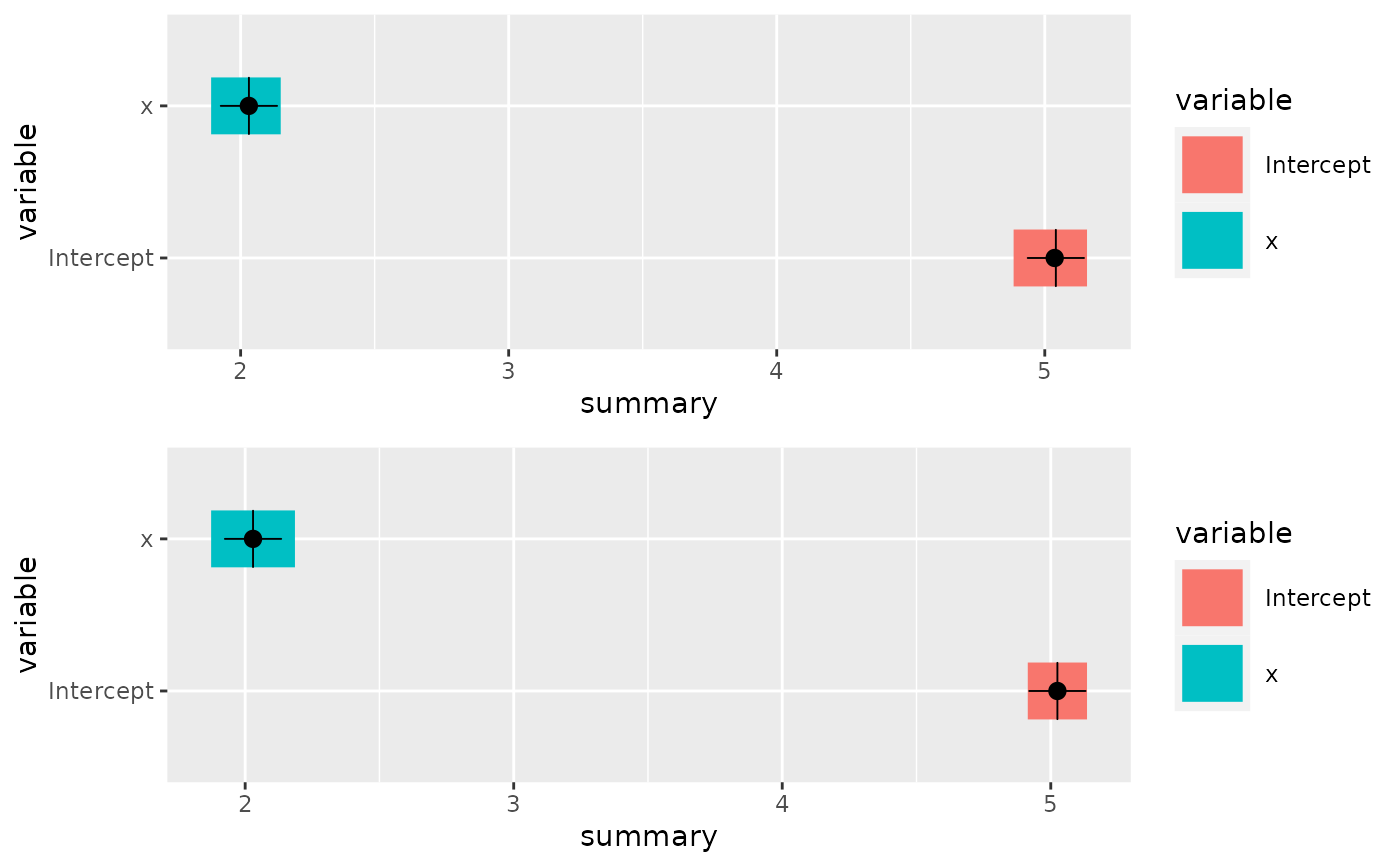 variable
x
Intercept
2 3 4 5
summary
variable
Intercept
x
variable
x
Intercept
2 3 4 5
summary
variable
Intercept
x